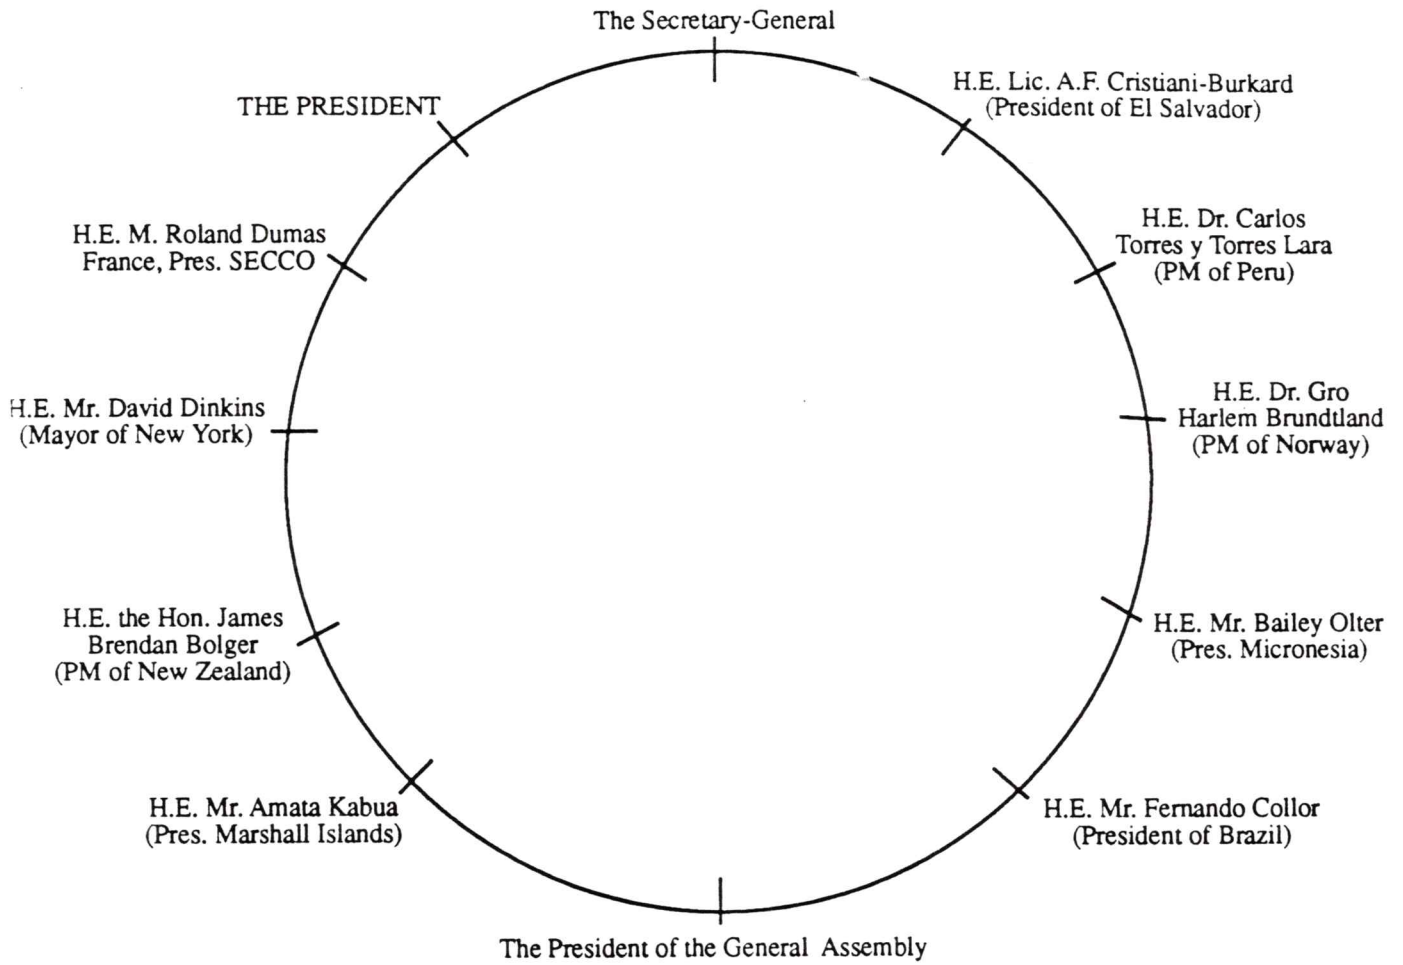 The Secretary-General
H.E. Lic. A.F. Cristiani-Burkard
(President of El Salvador)
THE PRESIDENT
H.E. Dr. Carlos
Torres y Torres Lara
(PM of Peru)
H.E. M. Roland Dumas
France, Pres. SECCO
H.E. Dr. Gro
Harlem Brundtland
(PM of Norway)
H.E. Mr. David Dinkins
(Mayor of New York)
H.E. the Hon. James
Brendan Bolger
(PM of New Zealand)
H.E. Mr. Bailey Olter
(Pres. Micronesia)
H.E. Mr. Amata Kabua
(Pres. Marshall Islands)
H.E. Mr. Fernando Collor
(President of Brazil)
The President of the General Assembly